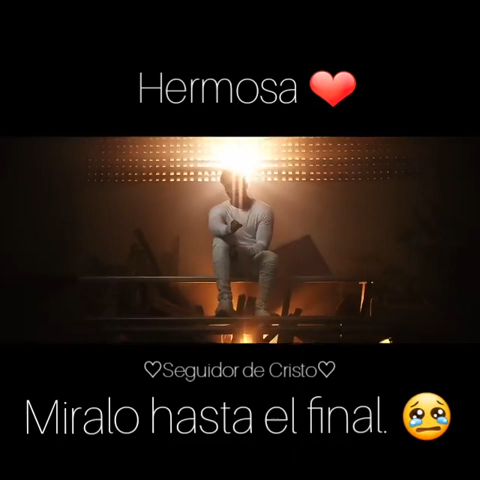 Hermosa ❤️
♡Seguidor de Cristo♡
Miralo hasta el final. 😢